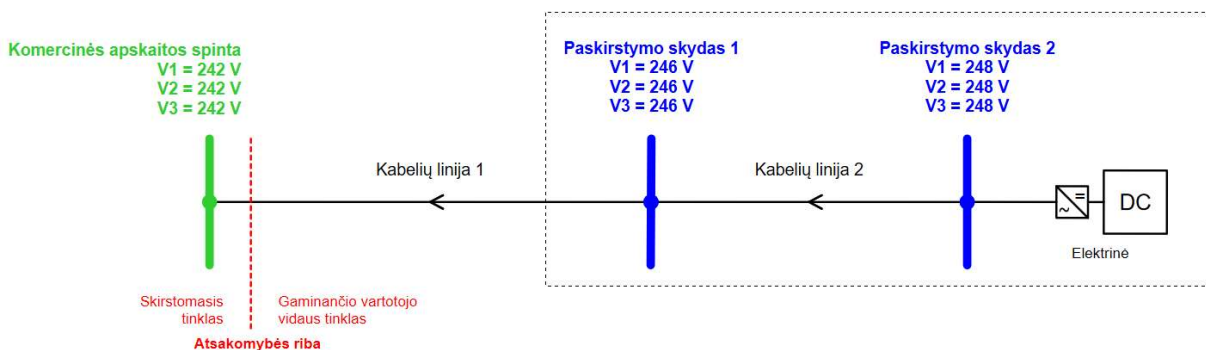 Komercinės apskaitos spinta
V1 = 242 V
V2 = 242 V
V3 = 242 V
Paskirstymo skydas 1
V1 = 246 V
V2 = 246 V
V3 = 246 V
Paskirstymo skydas 2
V1 = 248 V
V2 = 248 V
V3 = 248 V
Kabelių linija 1
Kabelių linija 2
=
~
DC
Elektrinė
Skirstomasis
tinklas
Gaminančio vartotojo
vidaus tinklas
Atsakomybės riba